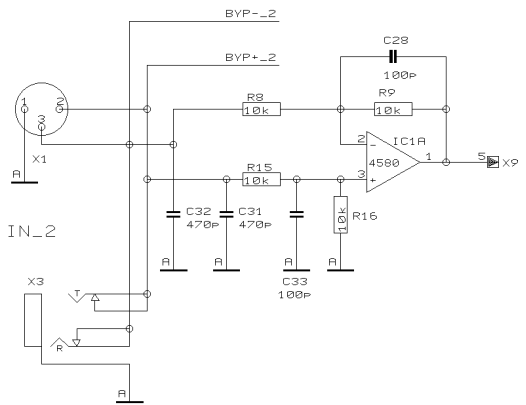 BYP-_2
BYP+_2
C28
100p
1 2
3
X1
A
R8
10k
R9
10k
IC1A
2 -
4580 1
3 +
5 X9
R15
10k
C32
470p
C31
470p
10k
R16
A A A A
C33
100p
IN_2
X3
T
R
A